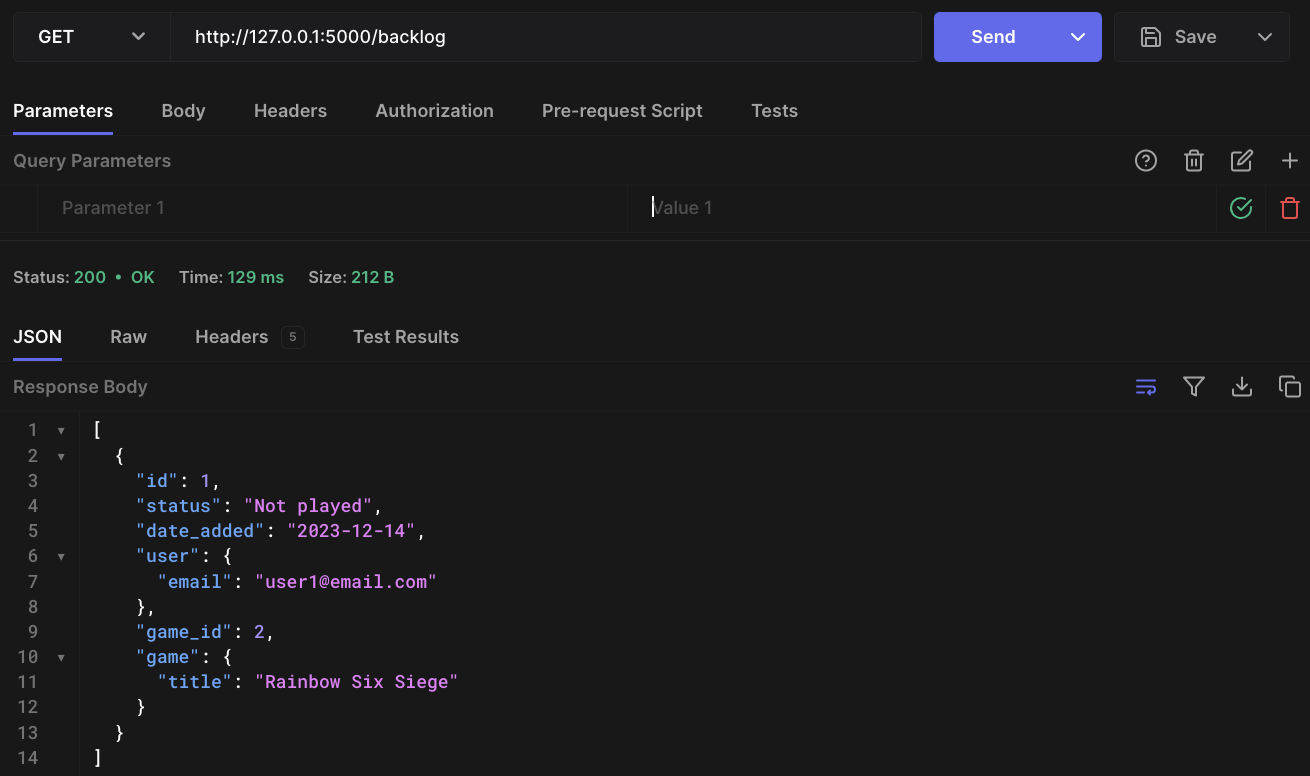 GET http://127.0.0.1:5000/backlog Send Save
Parameters Body Headers Authorization Pre-request Script Tests
Query Parameters
Parameter 1 Value 1
Status: 200 • OK Time: 129 ms Size: 212 B
JSON Raw Headers 5 Test Results
Response Body
1 [
2 {
3 "id": 1,
4 "status": "Not played",
5 "date_added": "2023-12-14",
6 "user": {
7 "email": "user1@email.com"
8 },
9 "game_id": 2,
10 "game": {
11 "title": "Rainbow Six Siege"
12 }
13 }
14 ]